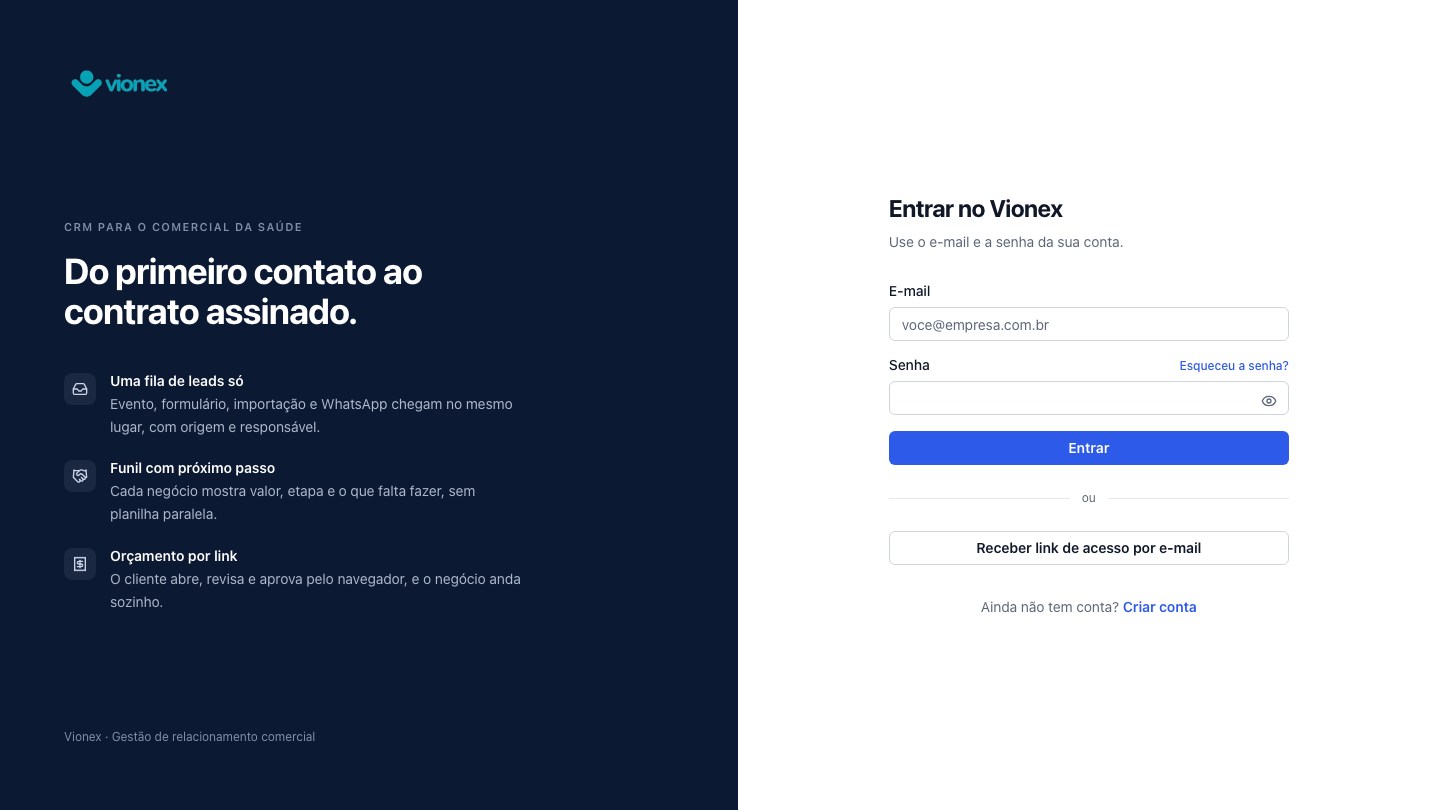 vionex
CRM PARA O COMERCIAL DA SAÚDE
Do primeiro contato ao
contrato assinado.
Uma fila de leads só
Evento, formulário, importação e WhatsApp chegam no mesmo
lugar, com origem e responsável.
Funil com próximo passo
Cada negócio mostra valor, etapa e o que falta fazer, sem
planilha paralela.
Orçamento por link
O cliente abre, revisa e aprova pelo navegador, e o negócio anda
sozinho.
Vionex · Gestão de relacionamento comercial
Entrar no Vionex
Use o e-mail e a senha da sua conta.
E-mail
voce@empresa.com.br
Senha Esqueceu a senha?
Entrar
ou
Receber link de acesso por e-mail
Ainda não tem conta? Criar conta